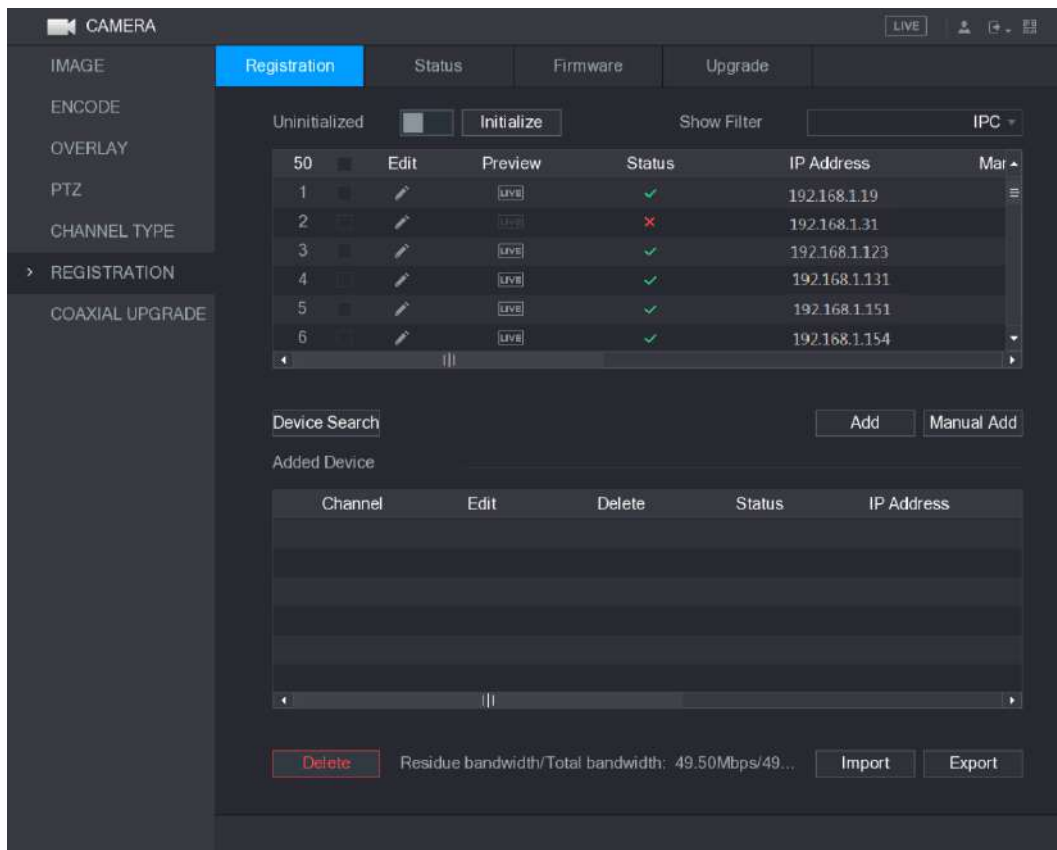 CAMERA LIVE
IMAGE
ENCODE
OVERLAY
PTZ
CHANNEL TYPE
> REGISTRATION
COAXIAL UPGRADE
Registration Status Firmware Upgrade
Uninitialized Initialize Show Filter IPC
50 Edit Preview Status IP Address Mar
1 LIVE 192.168.1.19
2 LIVE 192.168.1.31
3 LIVE 192.168.1.123
4 LIVE 192.168.1.131
5 LIVE 192.168.1.151
6 LIVE 192.168.1.154
Device Search Add Manual Add
Added Device
Channel Edit Delete Status IP Address
Delete Residue bandwidth/Total bandwidth: 49.50Mbps/49... Import Export